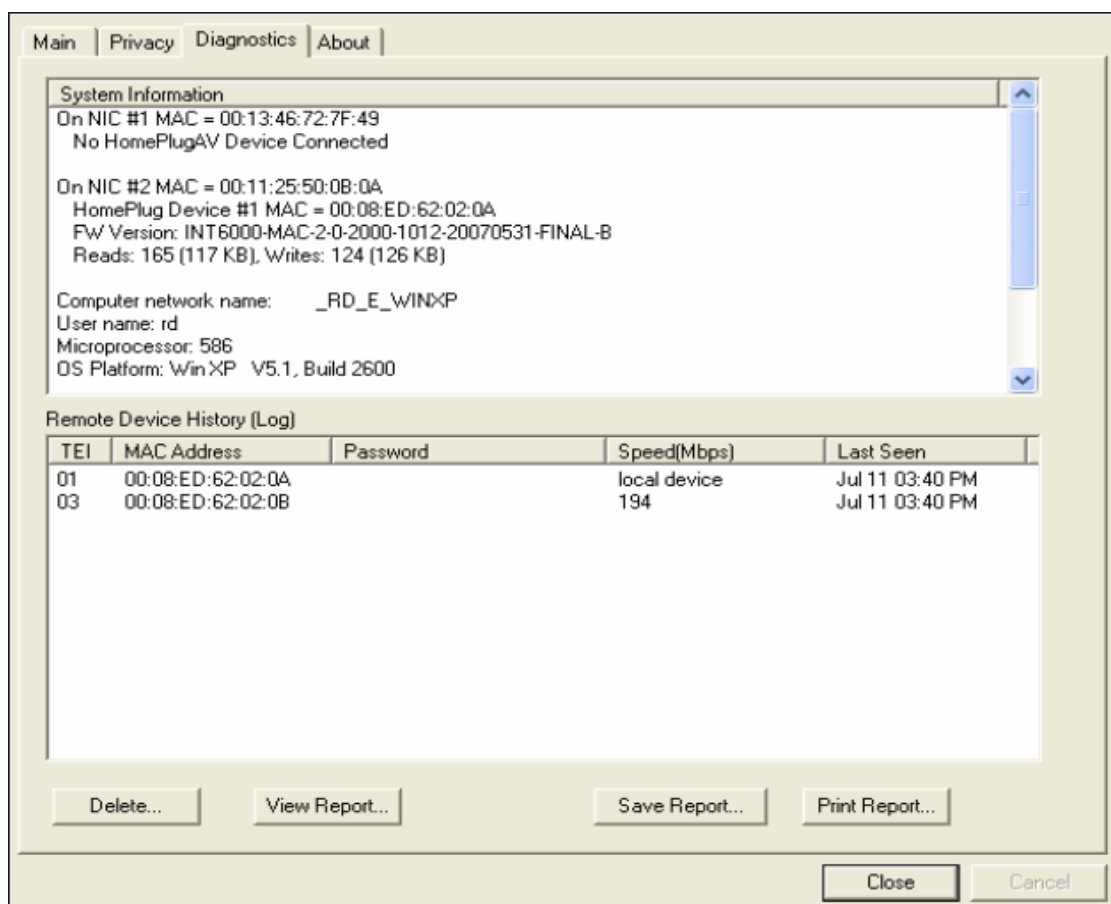 Main Privacy Diagnostics About
System Information
On NIC #1 MAC = 00:13:46:72:7F:49
No HomePlugAV Device Connected
On NIC #2 MAC = 00:11:25:50:0B:0A
HomePlug Device #1 MAC = 00:08:ED:62:02:0A
FW Version: INT6000-MAC-2-0-2000-1012-20070531-FINAL-B
Reads: 165 (117 KB), Writes: 124 (126 KB)
Computer network name: _RD_E_WINXP
User name: rd
Microprocessor: 586
OS Platform: Win XP V5.1, Build 2600
Remote Device History (Log)
TEI MAC Address Password Speed(Mbps) Last Seen
01 00:08:ED:62:02:0A local device Jul 11 03:40 PM
03 00:08:ED:62:02:0B 194 Jul 11 03:40 PM
Delete... View Report... Save Report... Print Report...
Close Cancel